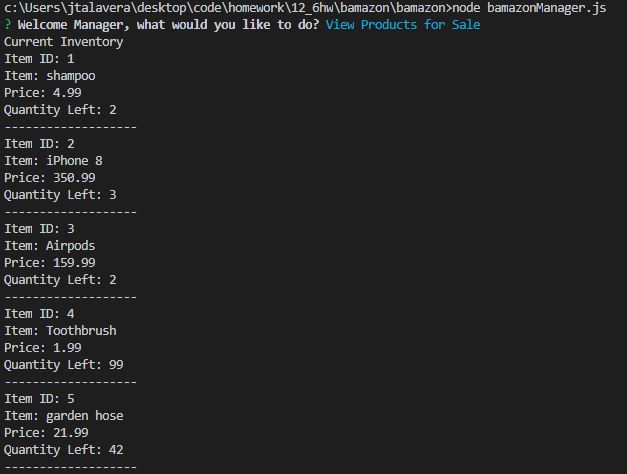 c:\Users\jtalavera\desktop\code\homework\12_6hw\bamazon\bamazon>node bamazonManager.js
? Welcome Manager, what would you like to do? View Products for Sale
Current Inventory
Item ID: 1
Item: shampoo
Price: 4.99
Quantity Left: 2
-------------------
Item ID: 2
Item: iPhone 8
Price: 350.99
Quantity Left: 3
-------------------
Item ID: 3
Item: Airpods
Price: 159.99
Quantity Left: 2
-------------------
Item ID: 4
Item: Toothbrush
Price: 1.99
Quantity Left: 99
-------------------
Item ID: 5
Item: garden hose
Price: 21.99
Quantity Left: 42
-------------------